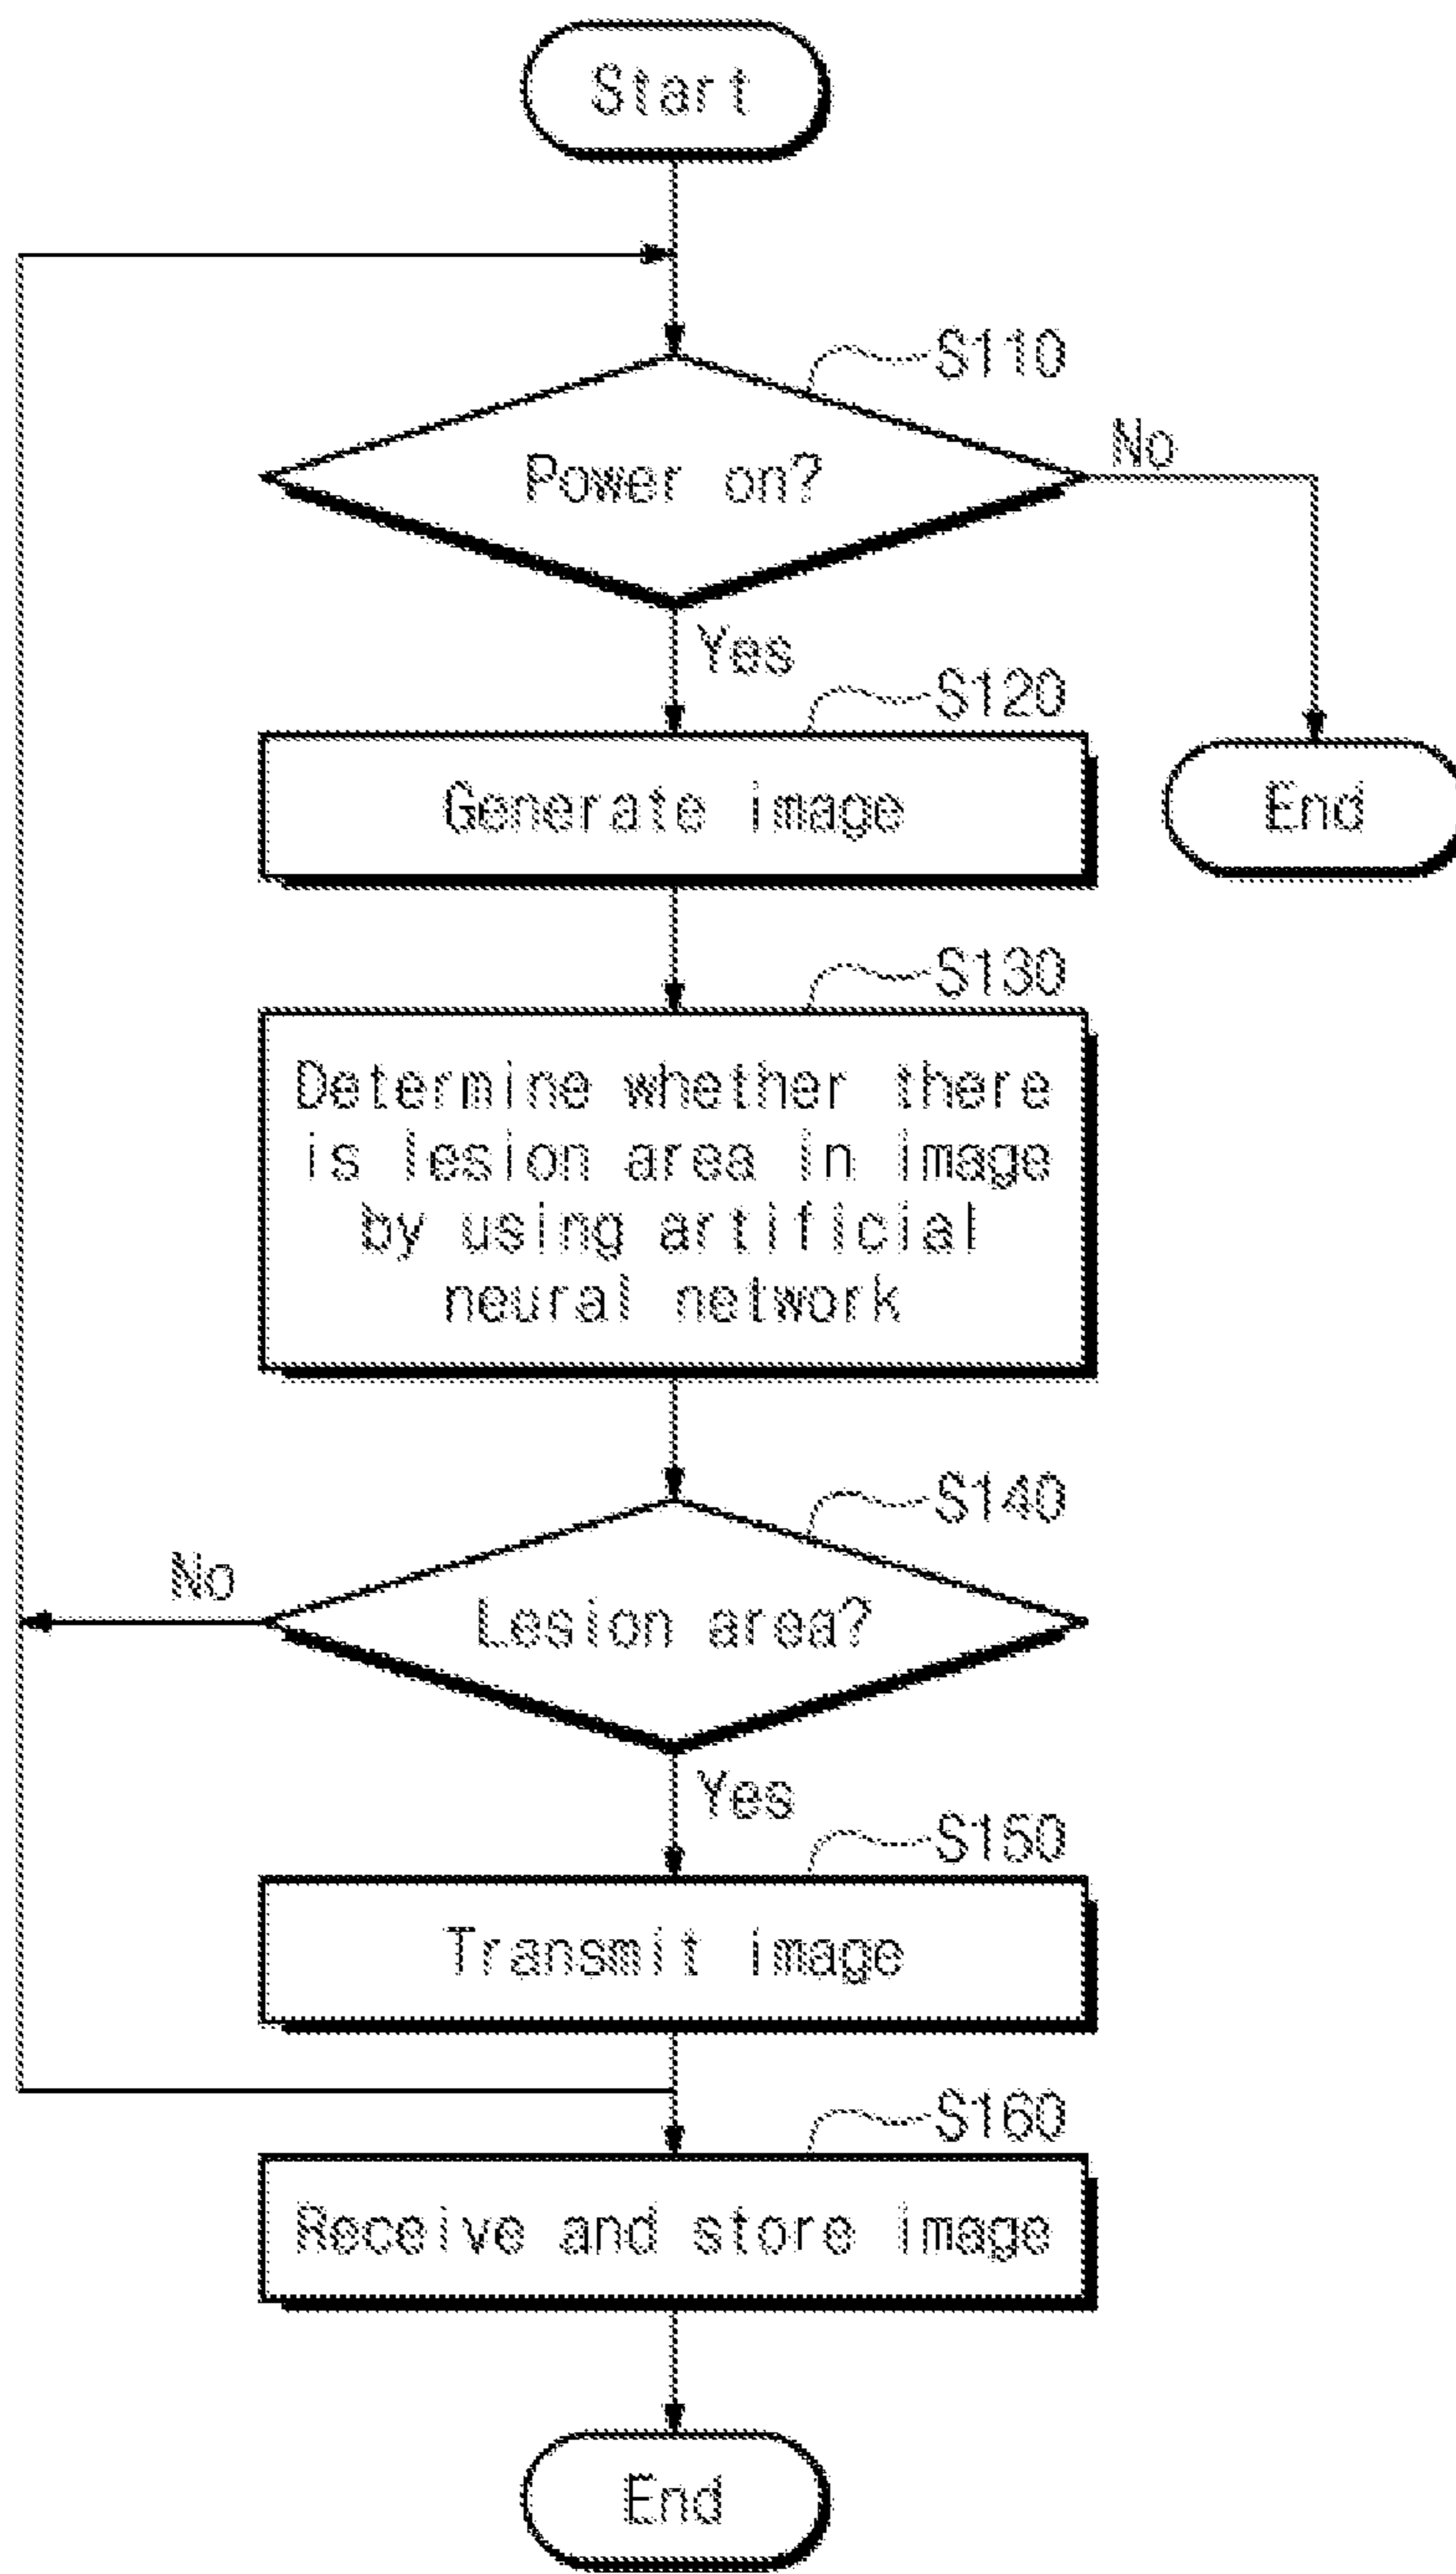 Start
S110
Power on?
No
Yes
S120
Generate image
End
S130
Determine whether there
is lesion area in image
by using artificial
neural network
S140
No
Lesion area?
Yes
S150
Transmit image
S160
Receive and store image
End